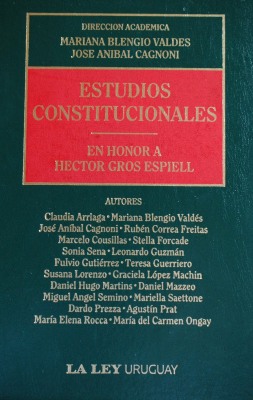 DIRECCION ACADEMICA
MARIANA BLENGIO VALDES
JOSE ANIBAL CAGNONI
ESTUDIOS
CONSTITUCIONALES
EN HONOR A
HECTOR GROS ESPIELL
AUTORES
Claudia Arriaga • Mariana Blengio Valdés
José Aníbal Cagnoni • Rubén Correa Freitas
Marcelo Cousillas • Stella Forcade
Sonia Sena • Leonardo Guzmán
Fulvio Gutiérrez • Teresa Guerriero
Susana Lorenzo • Graciela López Machín
Daniel Hugo Martins • Daniel Mazzeo
Miguel Angel Semino • Mariella Saettone
Dardo Prezza • Agustín Prat
María Elena Rocca • María del Carmen Ongay
LA LEY URUGUAY